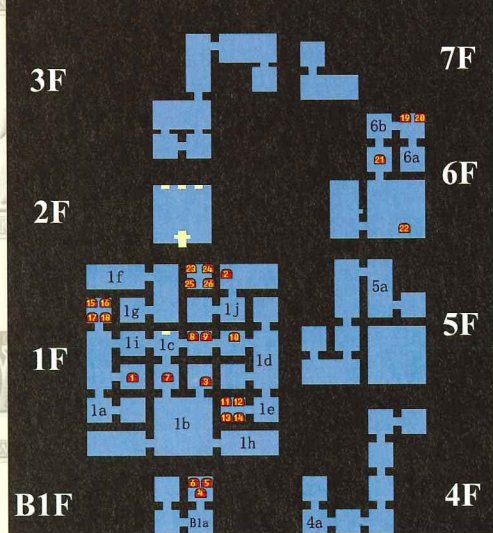 3F
7F
19 20
6b
21
6a
6F
2F
22
1f
23 24
2
25 26
15 16
17 18
1g
1j
5a
1i
1c
8 9
10
1d
5F
1F
1
7
3
1a
11 12
13 14
1e
1b
1h
6 5
4
B1F
B1a
4a
4F